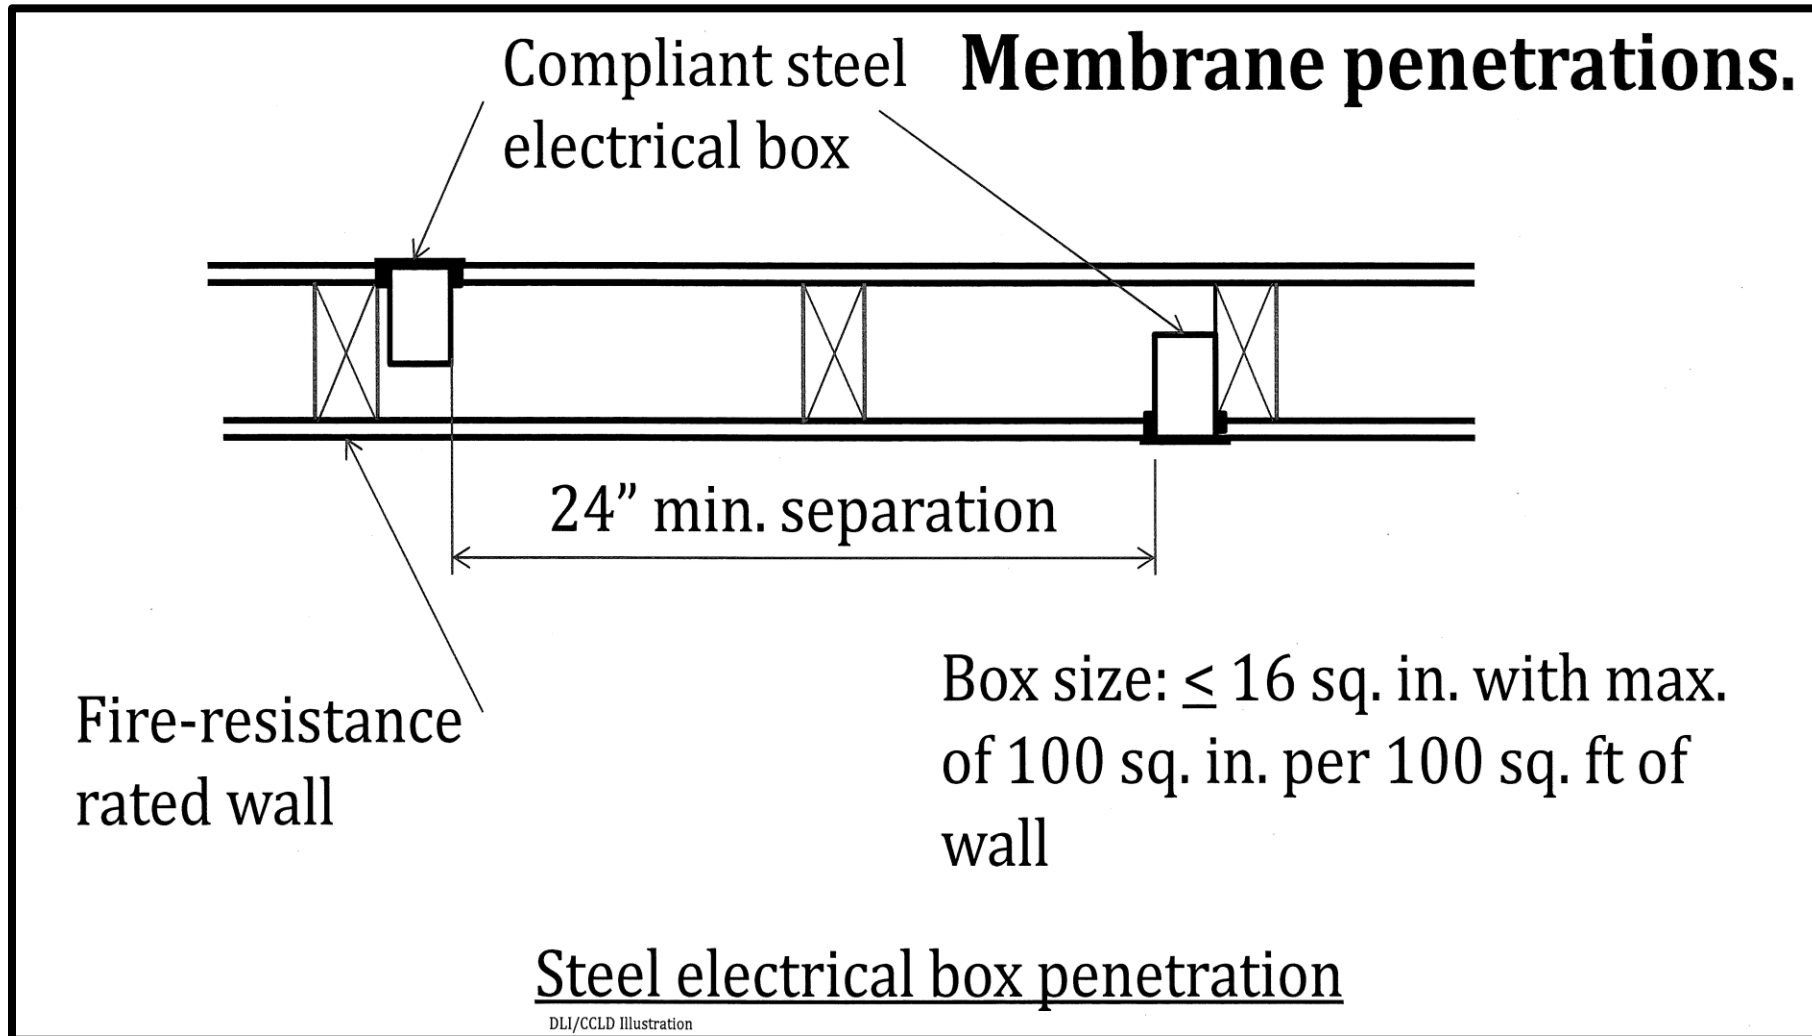 Membrane penetrations.
Compliant steel
electrical box
24” min. separation
Fire-resistance
rated wall
Box size: ≤ 16 sq. in. with max.
of 100 sq. in. per 100 sq. ft of
wall
Steel electrical box penetration
DLI/CCLD Illustration